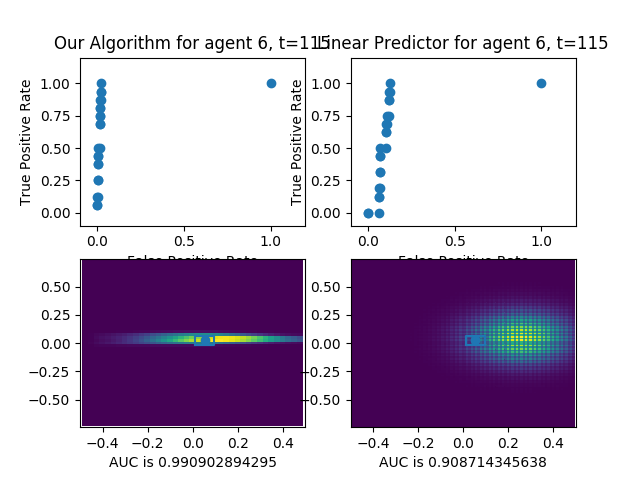 Our Algorithm for agent 6, t=115
Linear Predictor for agent 6, t=115
True Positive Rate
1.00
0.75
0.50
0.25
0.00
0.0 0.5 1.0
False Positive Rate
True Positive Rate
1.00
0.75
0.50
0.25
0.00
0.0 0.5 1.0
False Positive Rate
0.50
0.25
0.00
−0.25
−0.50
−0.4 −0.2 0.0 0.2 0.4
AUC is 0.990902894295
0.50
0.25
0.00
−0.25
−0.50
−0.4 −0.2 0.0 0.2 0.4
AUC is 0.908714345638